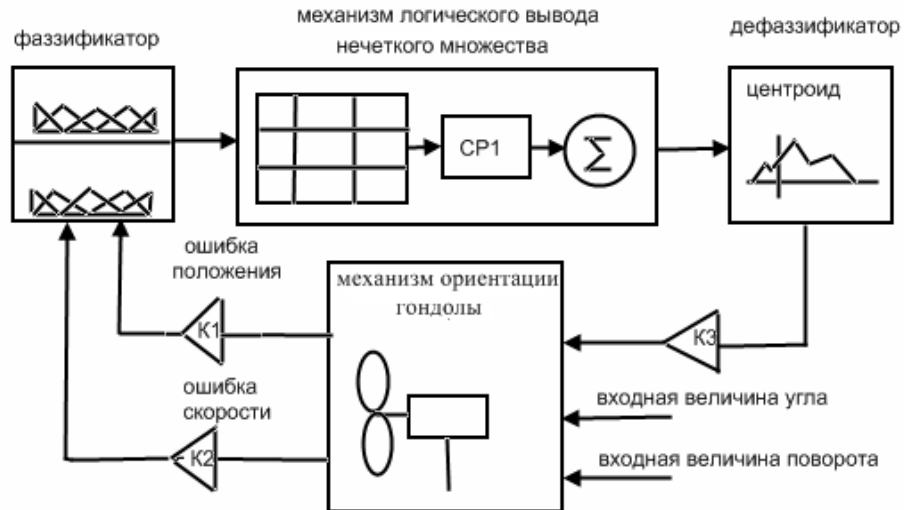 механизм логического вывода
нечеткого множества
фаззификатор
дефаззификатор
центроид
СР1
Σ
ошибка
положения
механизм ориентации
гондолы
К1
К3
ошибка
скорости
К2
входная величина угла
входная величина поворота